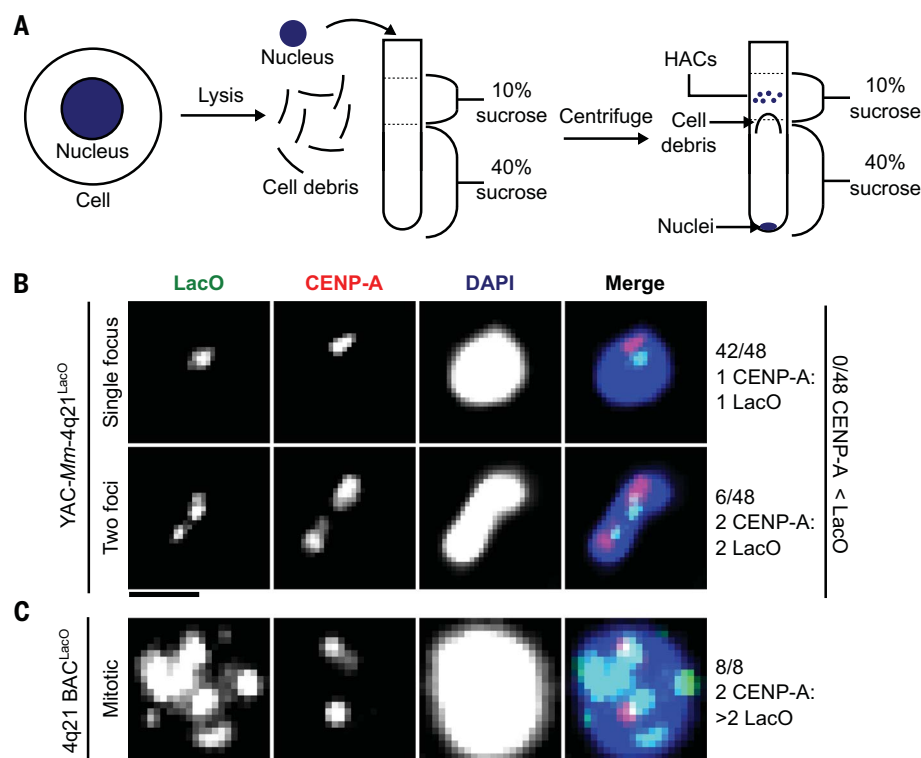 A
Nucleus
Cell
Lysis
Nucleus
Cell debris
10%
sucrose
40%
sucrose
Centrifuge
HACs
Cell
debris
Nuclei
10%
sucrose
40%
sucrose
B
LacO
CENP-A
DAPI
Merge
YAC-Mm-4q21LacO
Single focus
42/48
1 CENP-A:
1 LacO
Two foci
6/48
2 CENP-A:
2 LacO
0/48 CENP-A
< LacO
C
4q21 BACLacO
Mitotic
8/8
2 CENP-A:
>2 LacO